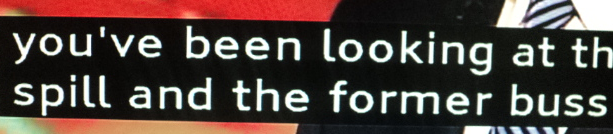 you've been looking at th
spill and the former buss